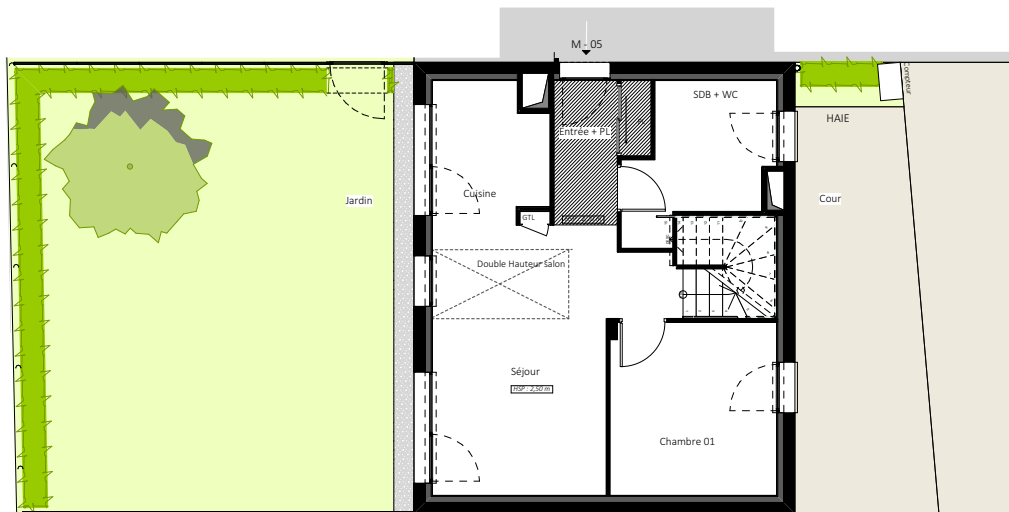 M - 05
Compteur
SDB + WC
HAIE
Entrée + PL
Cuisine
Jardin
Cour
GTL
Double Hauteur salon
Séjour
HSP : 2,50 m
Chambre 01